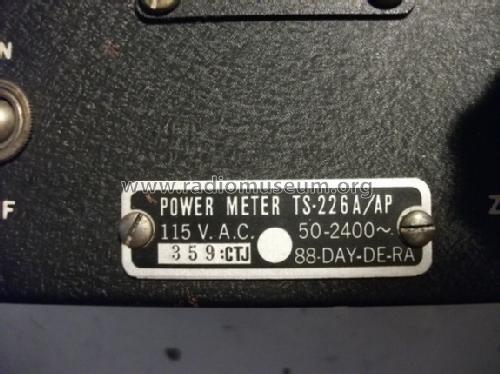 N
F
Z
www.radiomuseum.org
POWER METER TS-226A/AP
115 V. A.C. 50-2400~
359:CTJ 88-DAY-DE-RA